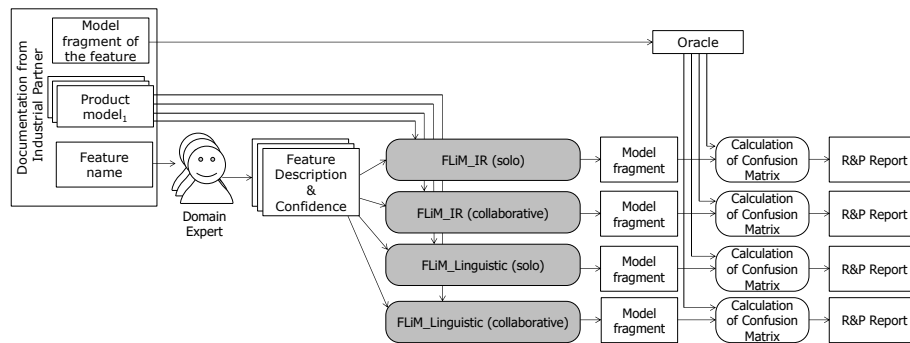 Documentation from
Industrial Partner
Model
fragment of
the feature
Product
model1
Feature
name
Domain
Expert
Feature
Description
&
Confidence
Oracle
FLiM_IR (solo)
Model
fragment
Calculation
of Confusion
Matrix
R&P Report
FLiM_IR (collaborative)
Model
fragment
Calculation
of Confusion
Matrix
R&P Report
FLiM_Linguistic (solo)
Model
fragment
Calculation
of Confusion
Matrix
R&P Report
FLiM_Linguistic (collaborative)
Model
fragment
Calculation
of Confusion
Matrix
R&P Report